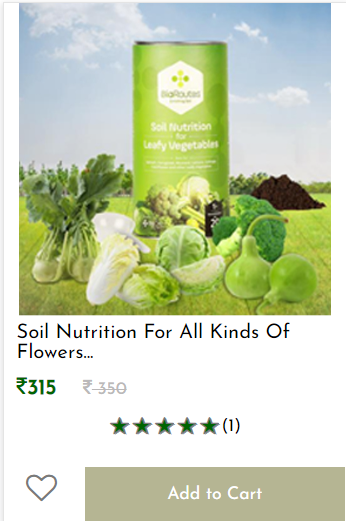 BioRoutes
Soil Nutrition
for
Leafy Vegetables
Soil Nutrition For All Kinds Of
Flowers...
₹315 ₹ 350
(1)
Add to Cart